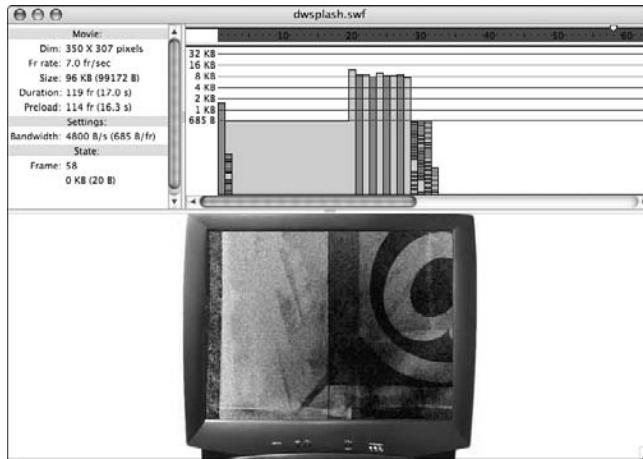 dwsplash.swf
Movie:
Dim: 350 X 307 pixels
Fr rate: 7.0 fr/sec
Size: 96 KB (99172 B)
Duration: 119 fr (17.0 s)
Preload: 114 fr (16.3 s)
Settings:
Bandwidth: 4800 B/s (685 B/fr)
State:
Frame: 58
0 KB (20 B)
10 20 30 40 50 60
32 KB
16 KB
8 KB
4 KB
2 KB
1 KB
685 B